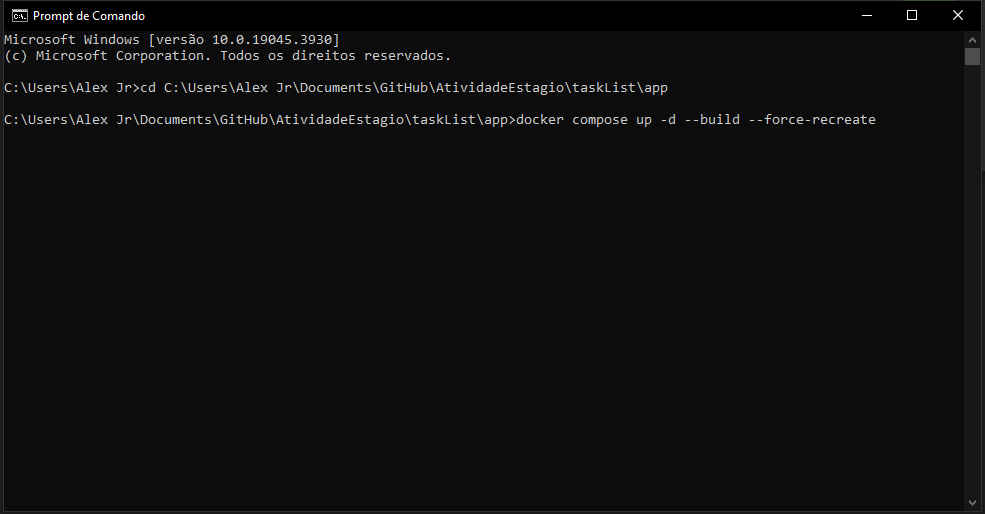 Prompt de Comando
Microsoft Windows [versão 10.0.19045.3930]
(c) Microsoft Corporation. Todos os direitos reservados.
C:\Users\Alex Jr>cd C:\Users\Alex Jr\Documents\GitHub\AtividadeEstagio\taskList\app
C:\Users\Alex Jr\Documents\GitHub\AtividadeEstagio\taskList\app>docker compose up -d --build --force-recreate